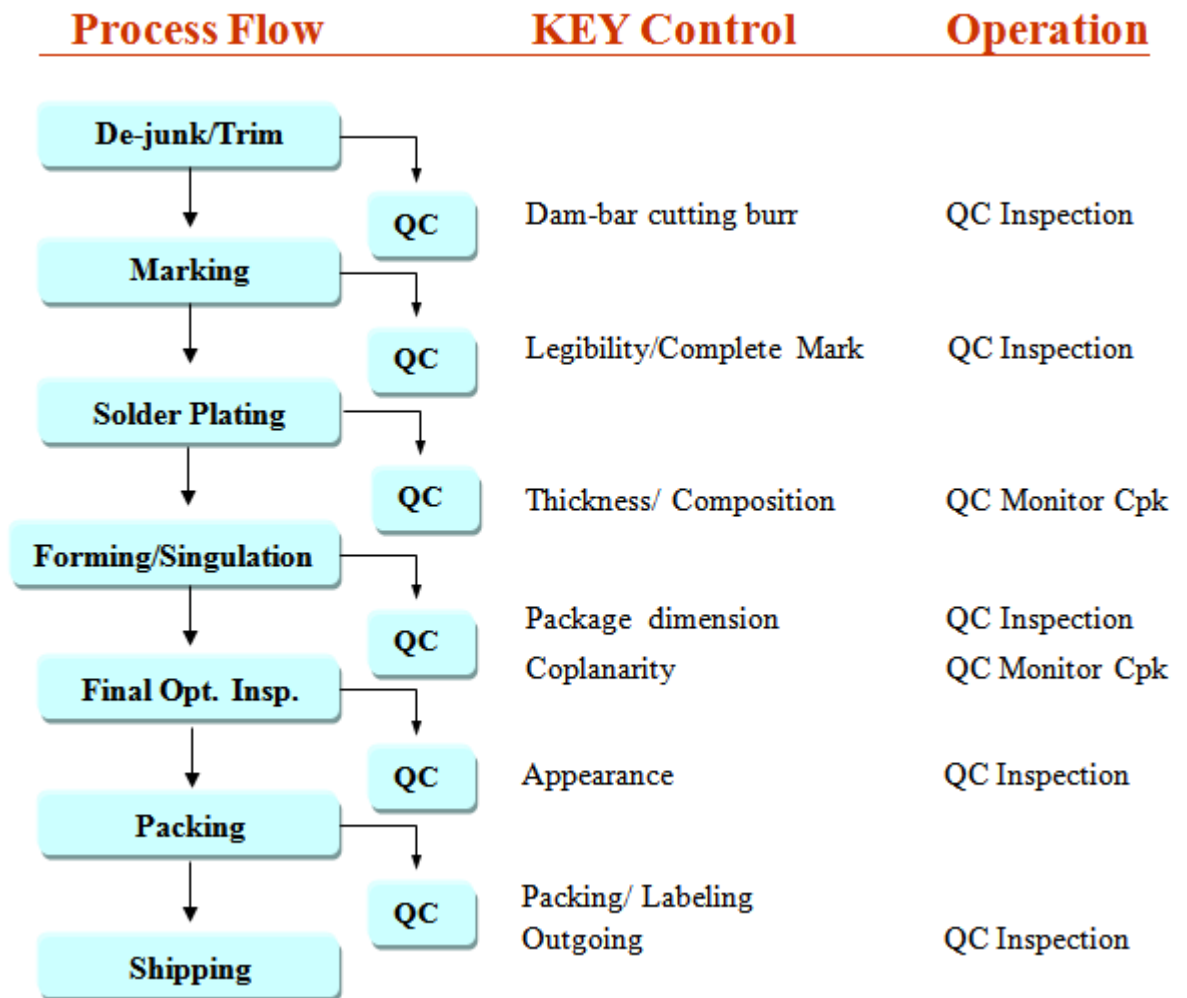 Process Flow KEY Control Operation
De-junk/Trim
QC Dam-bar cutting burr QC Inspection
Marking
QC Legibility/Complete Mark QC Inspection
Solder Plating
QC Thickness/ Composition QC Monitor Cpk
Forming/Singulation
Package dimension QC Inspection
QC
Coplanarity QC Monitor Cpk
Final Opt. Insp.
QC Appearance QC Inspection
Packing
Packing/ Labeling
QC
Outgoing QC Inspection
Shipping